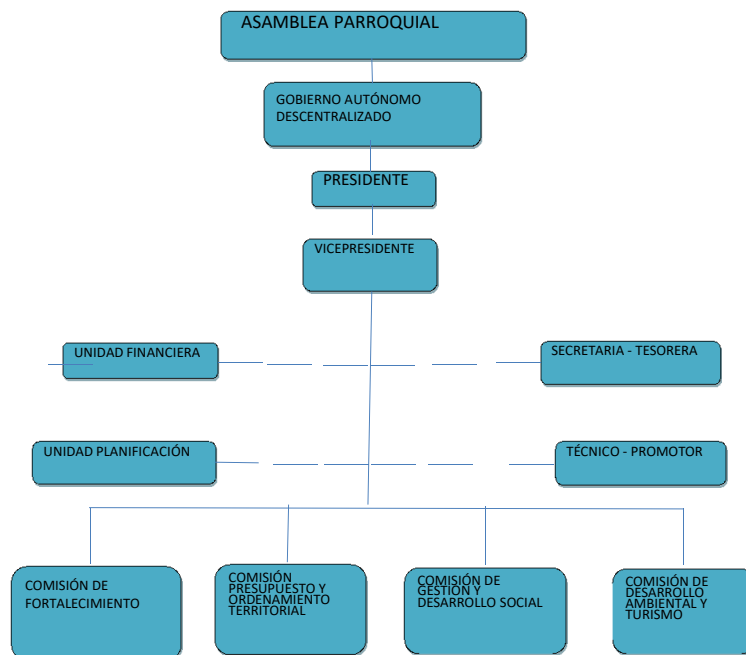 ASAMBLEA PARROQUIAL
GOBIERNO AUTÓNOMO
DESCENTRALIZADO
PRESIDENTE
VICEPRESIDENTE
UNIDAD FINANCIERA
SECRETARIA - TESORERA
UNIDAD PLANIFICACIÓN
TÉCNICO - PROMOTOR
COMISIÓN DE
FORTALECIMIENTO
COMISIÓN
PRESUPUESTO Y
ORDENAMIENTO
TERRITORIAL
COMISIÓN DE
GESTIÓN Y
DESARROLLO SOCIAL
COMISIÓN DE
DESARROLLO
AMBIENTAL Y
TURISMO